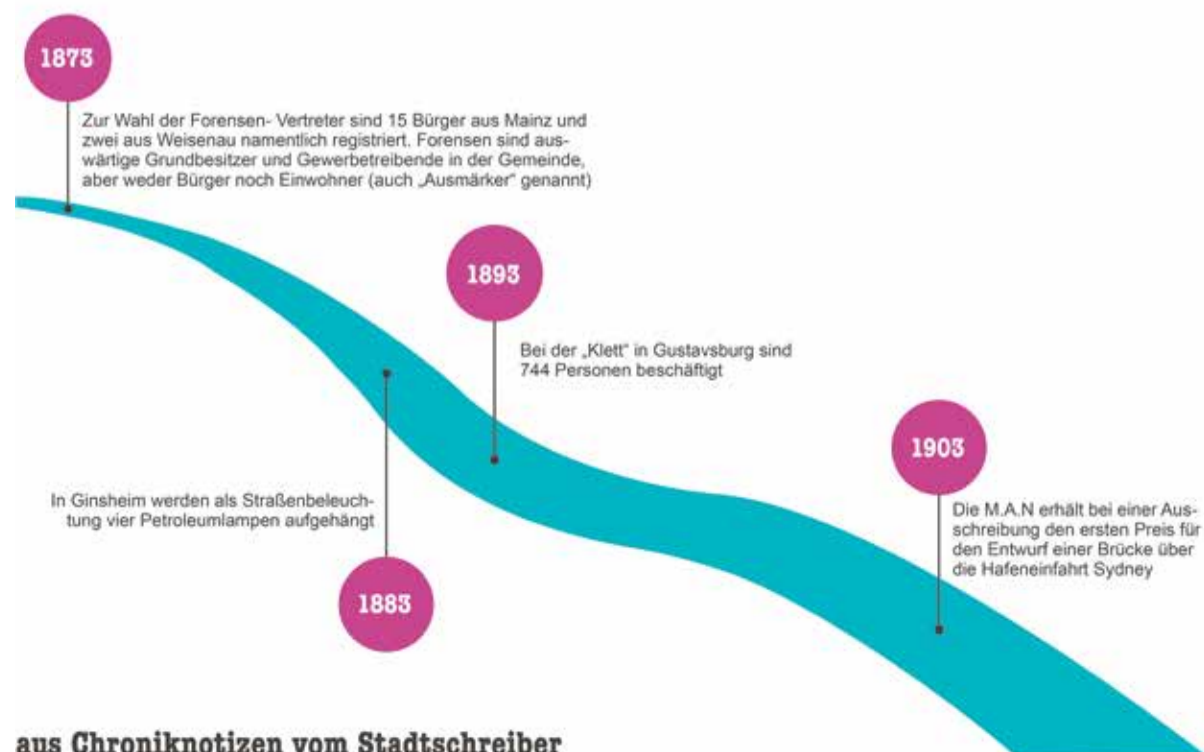 1873
Zur Wahl der Forensen- Vertreter sind 15 Bürger aus Mainz und
zwei aus Weisenau namentlich registriert. Forensen sind aus-
wärtige Grundbesitzer und Gewerbetreibende in der Gemeinde,
aber weder Bürger noch Einwohner (auch „Ausmärker“ genannt)
1893
Bei der „Klett“ in Gustavsburg sind
744 Personen beschäftigt
In Ginsheim werden als Straßenbeleuch-
tung vier Petroleumlampen aufgehängt
1883
1903
Die M.A.N erhält bei einer Aus-
schreibung den ersten Preis für
den Entwurf einer Brücke über
die Hafeneinfahrt Sydney
aus Chroniknotizen vom Stadtschreiber